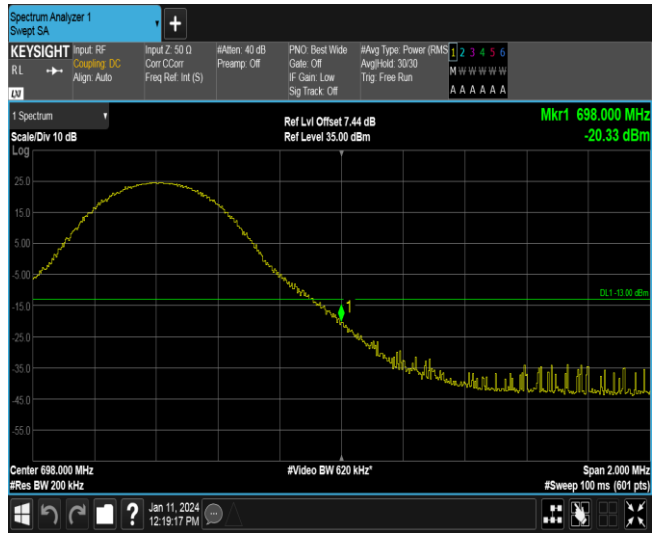 Spectrum Analyzer 1
Swept SA
+
KEYSIGHT
RL
LXI
Input: RF
Coupling: DC
Align: Auto
Input Z: 50 Ω
Corr CCorr
Freq Ref: Int (S)
#Atten: 40 dB
Preamp: Off
PNO: Best Wide
Gate: Off
IF Gain: Low
Sig Track: Off
#Avg Type: Power (RMS
Avg|Hold: 30/30
Trig: Free Run
1 2 3 4 5 6
M W W W W W
A A A A A A
1 Spectrum
Scale/Div 10 dB
Log
Ref Lvl Offset 7.44 dB
Ref Level 35.00 dBm
Mkr1 698.000 MHz
-20.33 dBm
25.0
15.0
5.00
-5.00
DL1 -13.00 dBm
1
-15.0
-25.0
-35.0
-45.0
-55.0
Center 698.000 MHz
#Res BW 200 kHz
#Video BW 620 kHz*
Span 2.000 MHz
#Sweep 100 ms (601 pts)
?
Jan 11, 2024
12:19:17 PM